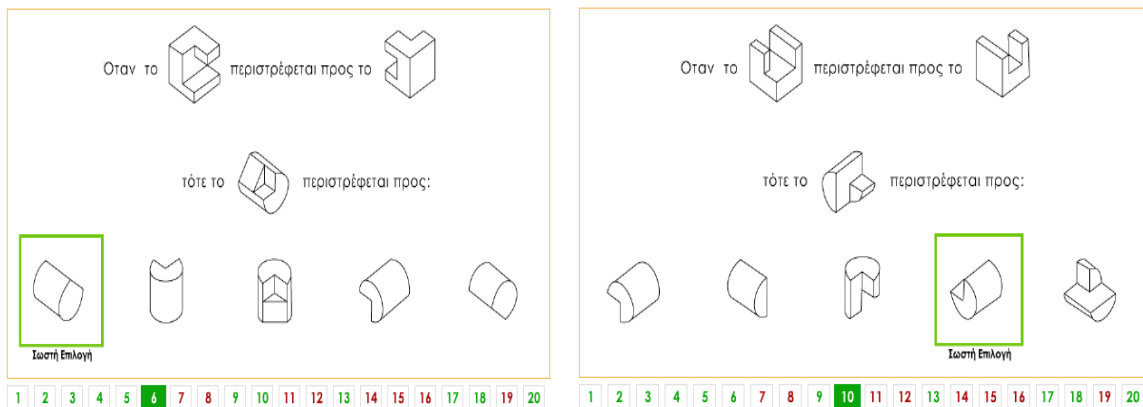 Οταν το περιστρέφεται προς το
τότε το περιστρέφεται προς:
Σωστή Επιλογή
1 2 3 4 5 6 7 8 9 10 11 12 13 14 15 16 17 18 19 20
Οταν το περιστρέφεται προς το
τότε το περιστρέφεται προς:
Σωστή Επιλογή
1 2 3 4 5 6 7 8 9 10 11 12 13 14 15 16 17 18 19 20